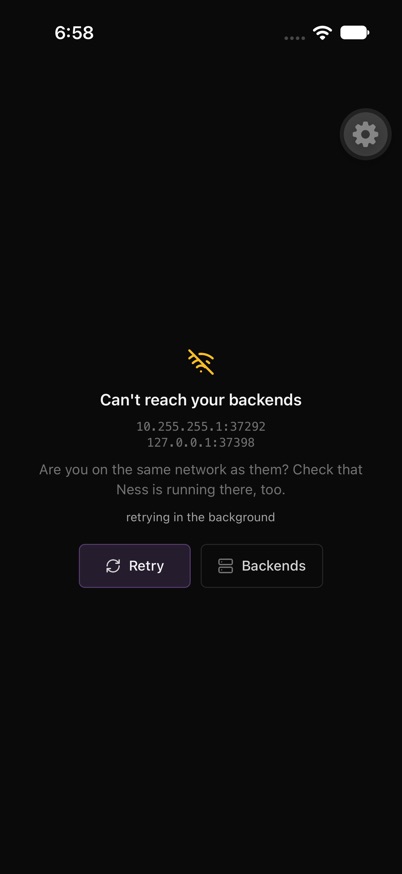 6:58
Can't reach your backends
10.255.255.1:37292
127.0.0.1:37398
Are you on the same network as them? Check that
Ness is running there, too.
retrying in the background
Retry
Backends